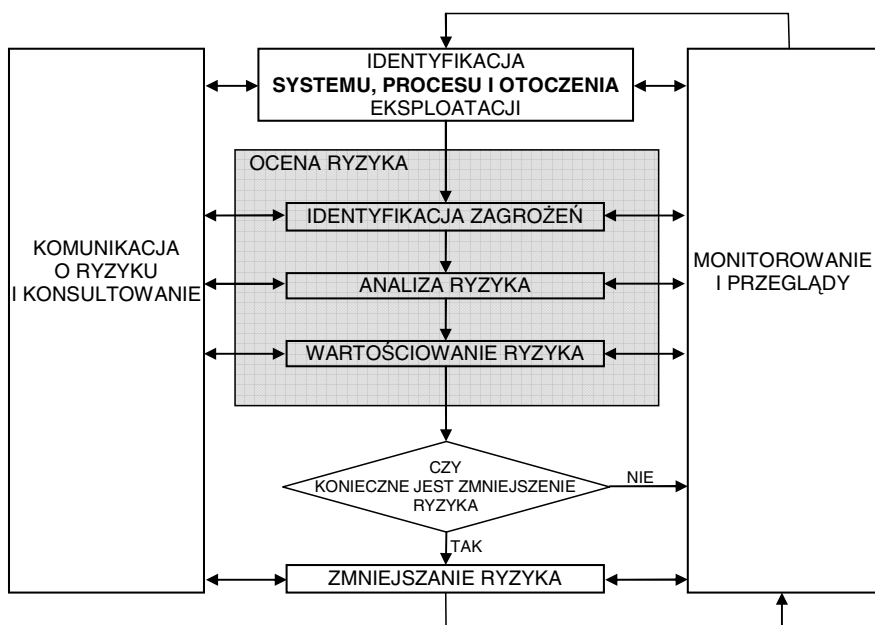 IDENTYFIKACJA
SYSTEMU, PROCESU I OTOCZENIA
EKSPLOATACJI
OCENA RYZYKA
IDENTYFIKACJA ZAGROŻEŃ
KOMUNIKACJA
O RYZYKU
I KONSULTOWANIE
MONITOROWANIE
I PRZEGLĄDY
ANALIZA RYZYKA
WARTOŚCIOWANIE RYZYKA
CZY
KONIECZNE JEST ZMNIEJSZENIE
RYZYKA
NIE
TAK
ZMNIEJSZANIE RYZYKA